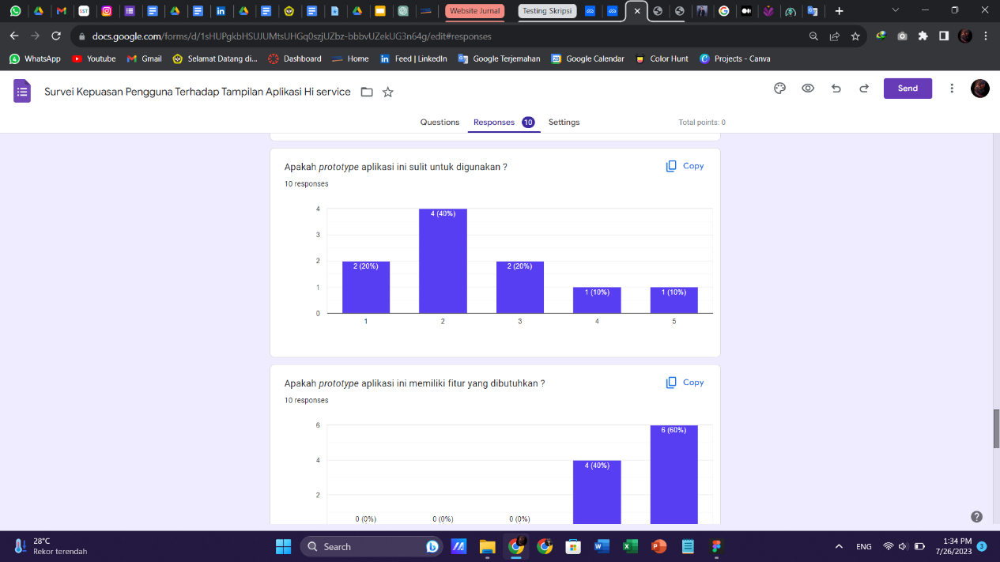 Website Jurnal
Testing Skripsi
docs.google.com/forms/d/1sHUPgkbHSUJUMtsUHGq0szjUZbz-bbbvUZekUG3n64g/edit#responses
WhatsApp
Youtube
Gmail
Selamat Datang di...
Dashboard
Home
Feed | LinkedIn
Google Terjemahan
Google Calendar
Color Hunt
Projects - Canva
Survei Kepuasan Pengguna Terhadap Tampilan Aplikasi Hi service
Send
Questions
Responses 10
Settings
Total points: 0
Apakah prototype aplikasi ini sulit untuk digunakan ?
Copy
10 responses
4
3
2
1
0
2 (20%)
4 (40%)
2 (20%)
1 (10%)
1 (10%)
1 2 3 4 5
Apakah prototype aplikasi ini memiliki fitur yang dibutuhkan ?
Copy
10 responses
6
4
2
0 (0%)
0 (0%)
0 (0%)
4 (40%)
6 (60%)
28°C
Rekor terendah
Search
ENG
1:34 PM
7/26/2023
3